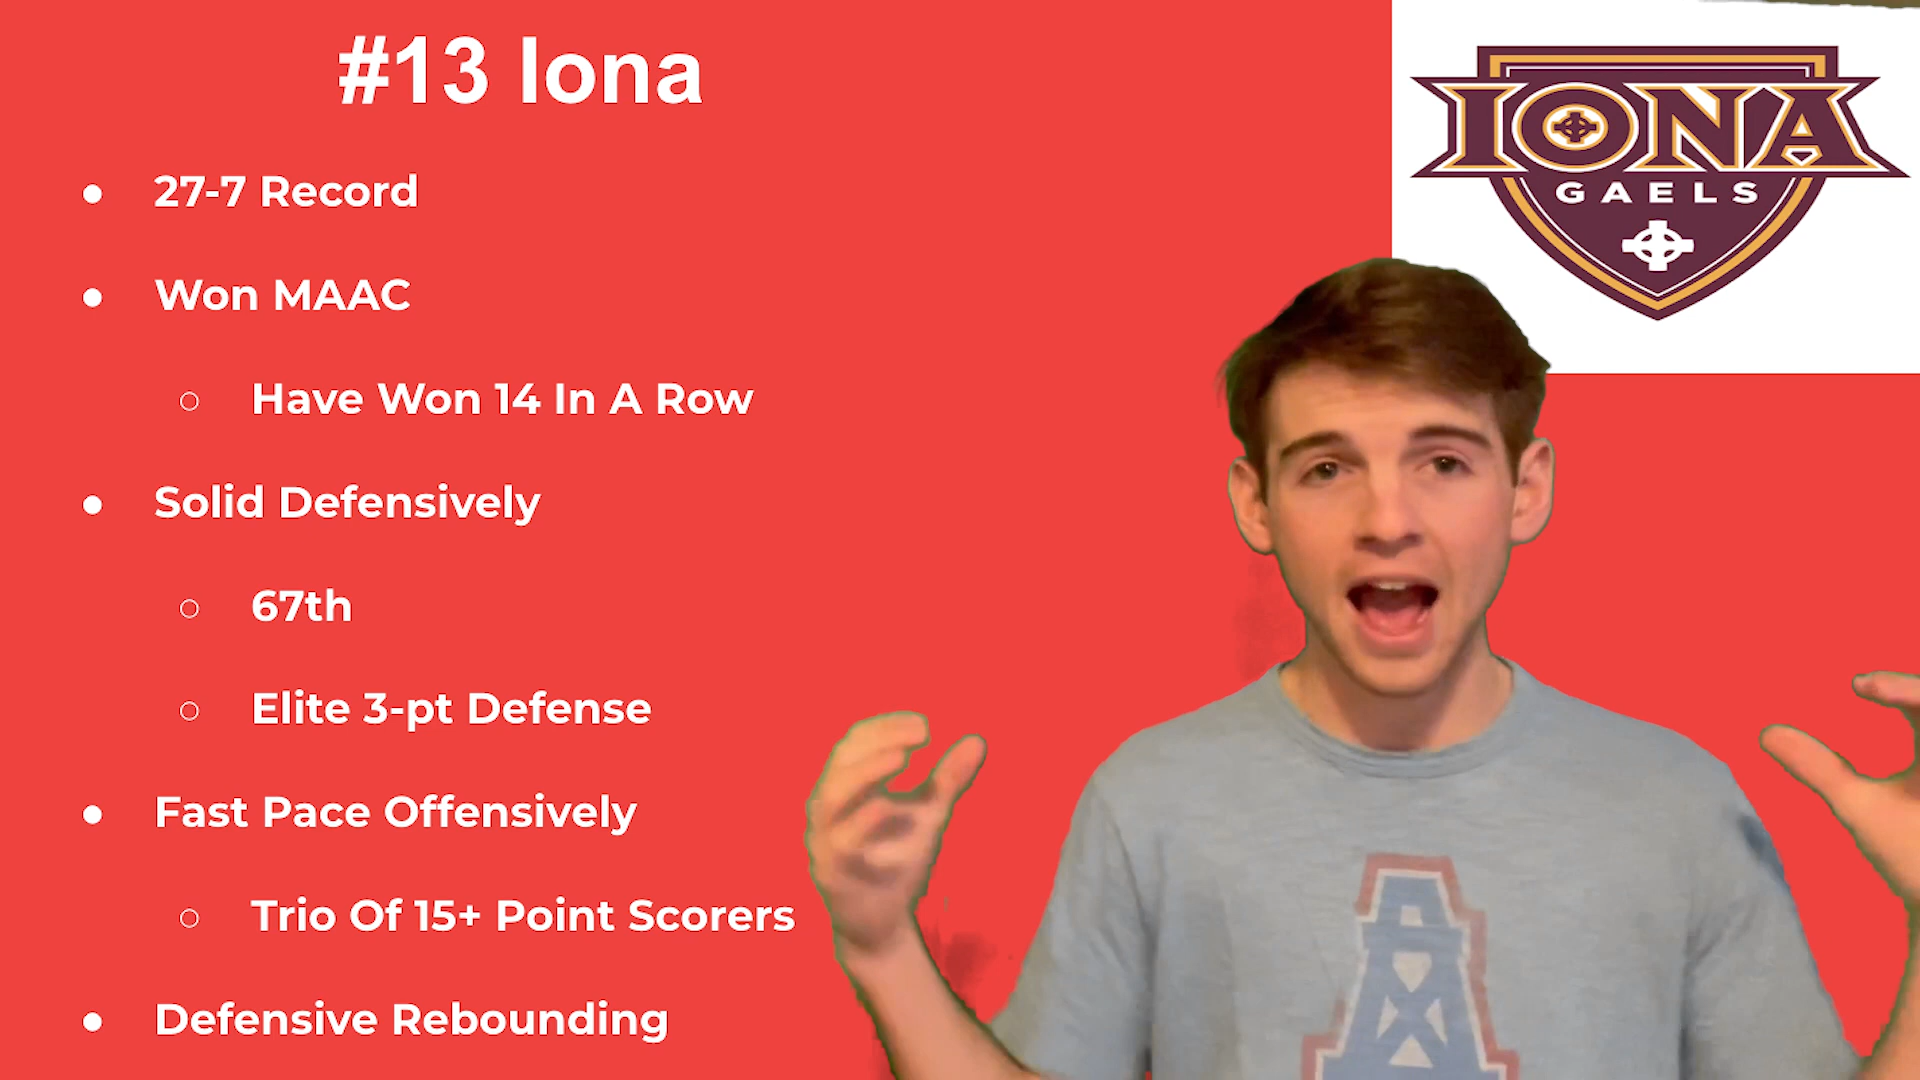 #13 Iona
IONA
GAELS
27-7 Record
Won MAAC
Have Won 14 In A Row
Solid Defensively
67th
Elite 3-pt Defense
Fast Pace Offensively
Trio Of 15+ Point Scorers
Defensive Rebounding